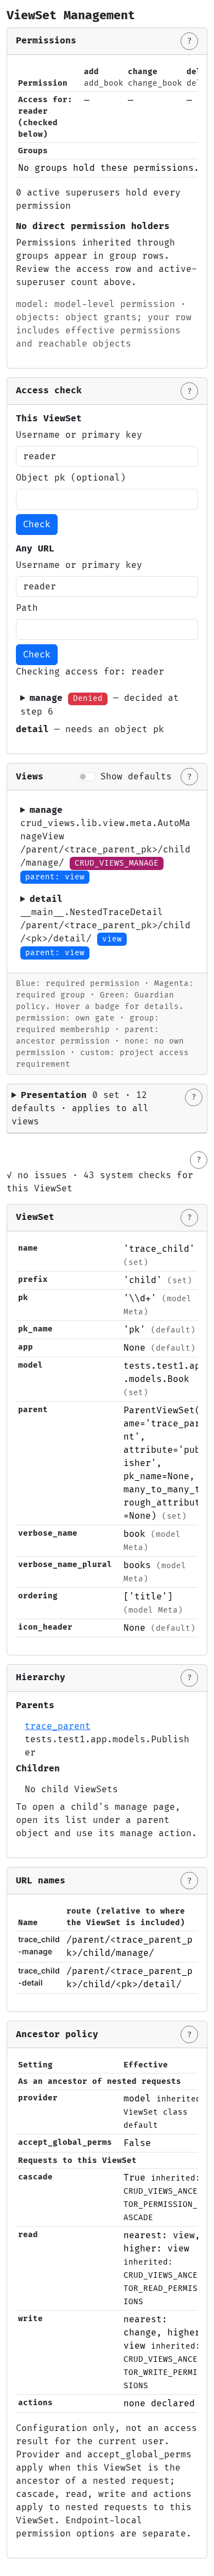 ViewSet Management
Permissions
?
Permission
add
add_book
change
change_book
Access for:
reader
(checked
below)
—
—
—
Groups
No groups hold these permissions.
0 active superusers hold every
permission
No direct permission holders
Permissions inherited through
groups appear in group rows.
Review the access row and active-
superuser count above.
model: model-level permission ·
objects: object grants; your row
includes effective permissions
and reachable objects
Access check
?
This ViewSet
Username or primary key
reader
Object pk (optional)
Check
Any URL
Username or primary key
reader
Path
Check
Checking access for: reader
▶ manage Denied — decided at
step 6
detail — needs an object pk
Views
Show defaults
?
▶ manage
crud_views.lib.view.meta.AutoMa
nageView
/parent/<trace_parent_pk>/child
/manage/ CRUD_VIEWS_MANAGE
parent: view
▶ detail
__main__.NestedTraceDetail
/parent/<trace_parent_pk>/child
/<pk>/detail/ view
parent: view
Blue: required permission · Magenta:
required group · Green: Guardian
policy. Hover a badge for details.
permission: own gate · group:
required membership · parent:
ancestor permission · none: no own
permission · custom: project access
requirement
▶ Presentation 0 set · 12
defaults · applies to all
views
?
?
√ no issues · 43 system checks for
this ViewSet
ViewSet
?
name
'trace_child'
(set)
prefix
'child' (set)
pk
'\\d+' (model
Meta)
pk_name
'pk' (default)
app
None (default)
model
tests.test1.ap
.models.Book
(set)
parent
ParentViewSet(
ame='trace_par
nt',
attribute='pub
isher',
pk_name=None,
many_to_many_t
rough_attribut
=None) (set)
verbose_name
book (model
Meta)
verbose_name_plural
books (model
Meta)
ordering
['title']
(model Meta)
icon_header
None (default)
Hierarchy
?
Parents
trace_parent
tests.test1.app.models.Publish
er
Children
No child ViewSets
To open a child's manage page,
open its list under a parent
object and use its manage action.
URL names
?
Name
route (relative to where
the ViewSet is included)
trace_child
-manage
/parent/<trace_parent_p
k>/child/manage/
trace_child
-detail
/parent/<trace_parent_p
k>/child/<pk>/detail/
Ancestor policy
?
Setting
Effective
As an ancestor of nested requests
provider
model inherited
ViewSet class
default
accept_global_perms
False
Requests to this ViewSet
cascade
True inherited:
CRUD_VIEWS_ANCE
TOR_PERMISSION_
ASCADE
read
nearest: view,
higher: view
inherited:
CRUD_VIEWS_ANCE
TOR_READ_PERMIS
IONS
write
nearest:
change, higher
view inherited:
CRUD_VIEWS_ANCE
TOR_WRITE_PERMI
SIONS
actions
none declared
Configuration only, not an access
result for the current user.
Provider and accept_global_perms
apply when this ViewSet is the
ancestor of a nested request;
cascade, read, write and actions
apply to nested requests to this
ViewSet. Endpoint-local
permission options are separate.